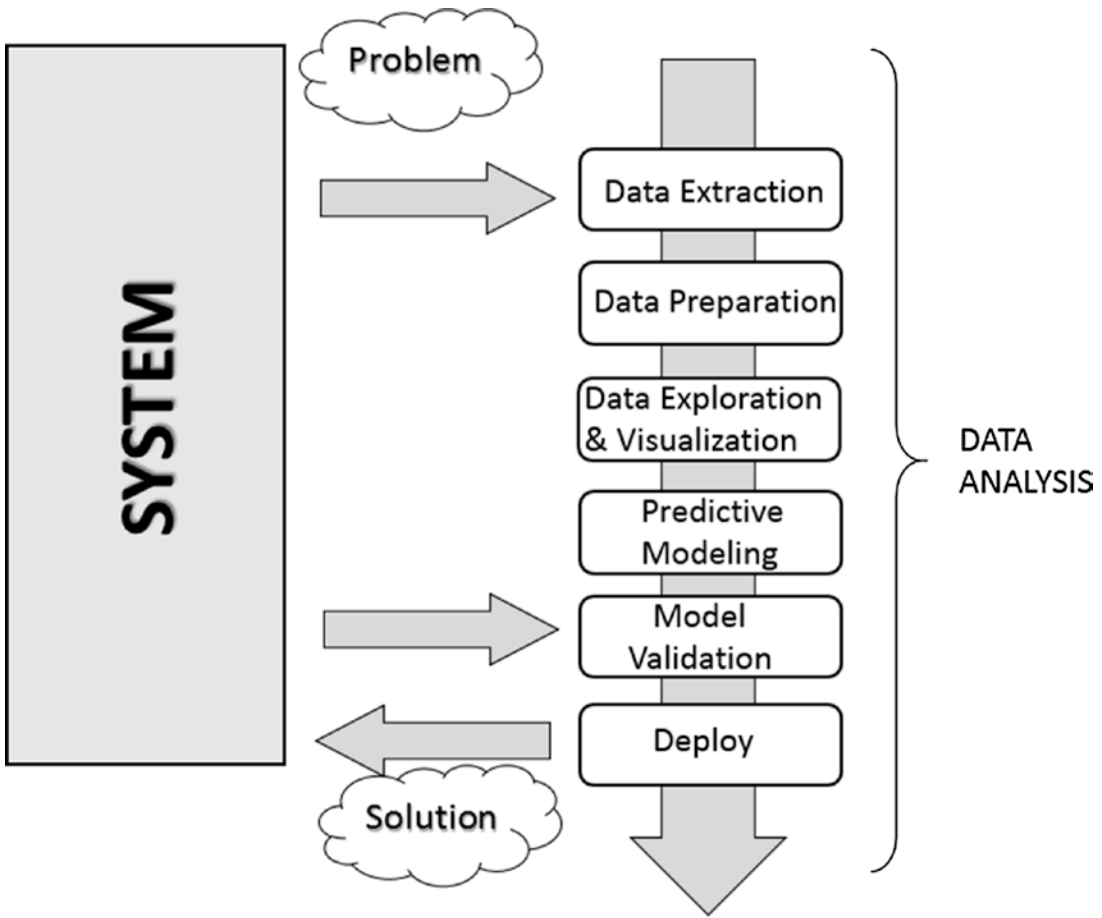 Problem
SYSTEM
Data Extraction
Data Preparation
Data Exploration
& Visualization
Predictive
Modeling
Model
Validation
Deploy
Solution
DATA
ANALYSIS